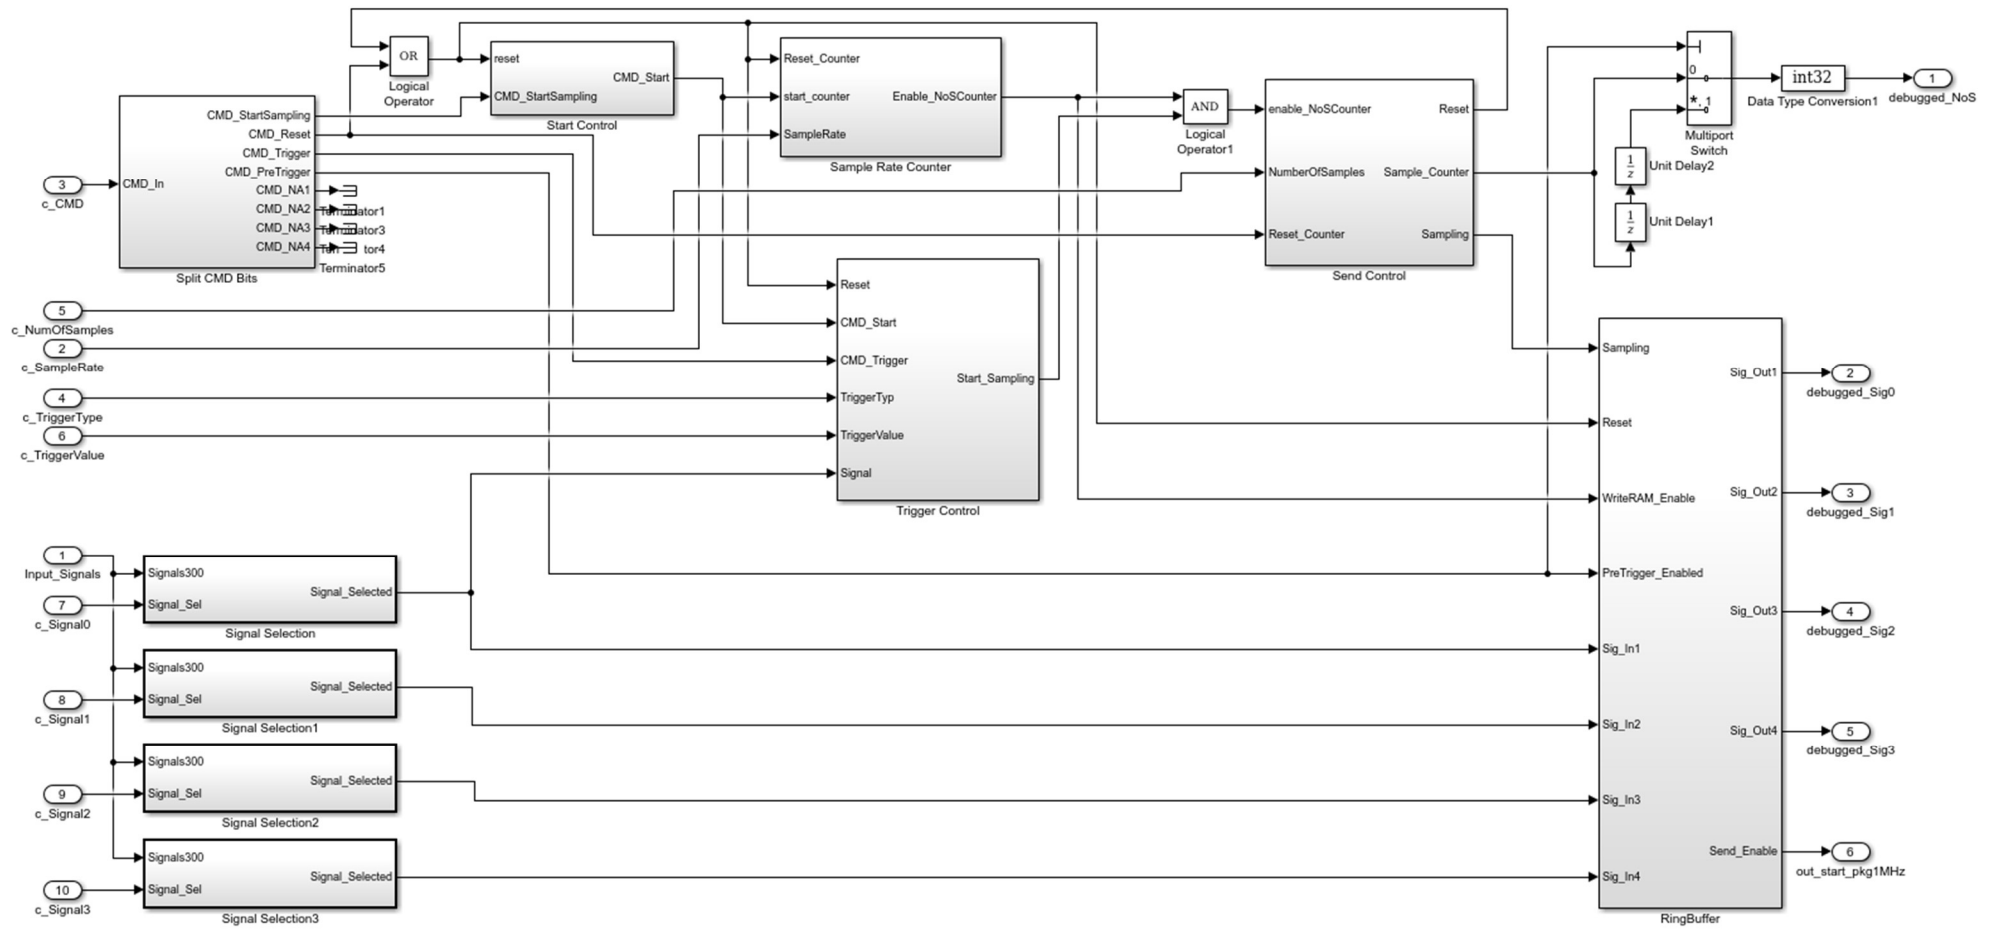 OR
Logical
Operator
reset
CMD_StartSampling
CMD_Start
Start Control
Reset_Counter
start_counter
SampleRate
Enable_NoSCounter
Sample Rate Counter
AND
Logical
Operator1
enable_NoSCounter
NumberOfSamples
Reset_Counter
Reset
Sample_Counter
Sampling
Send Control
0
*, 1
Multiport
Switch
int32
Data Type Conversion1
1
debugged_NoS
1
z
Unit Delay2
1
z
Unit Delay1
3
c_CMD
CMD_In
CMD_StartSampling
CMD_Reset
CMD_Trigger
CMD_PreTrigger
CMD_NA1
CMD_NA2
CMD_NA3
CMD_NA4
Split CMD Bits
Terminator1
Terminator3
tor4
Terminator5
5
c_NumOfSamples
2
c_SampleRate
4
c_TriggerType
6
c_TriggerValue
Reset
CMD_Start
CMD_Trigger
TriggerTyp
TriggerValue
Signal
Start_Sampling
Trigger Control
1
Input_Signals
7
c_Signal0
Signals300
Signal_Sel
Signal_Selected
Signal Selection
8
c_Signal1
Signals300
Signal_Sel
Signal_Selected
Signal Selection1
9
c_Signal2
Signals300
Signal_Sel
Signal_Selected
Signal Selection2
10
c_Signal3
Signals300
Signal_Sel
Signal_Selected
Signal Selection3
Sampling
Reset
WriteRAM_Enable
PreTrigger_Enabled
Sig_In1
Sig_In2
Sig_In3
Sig_In4
Sig_Out1
Sig_Out2
Sig_Out3
Sig_Out4
Send_Enable
RingBuffer
2
debugged_Sig0
3
debugged_Sig1
4
debugged_Sig2
5
debugged_Sig3
6
out_start_pkg1MHz